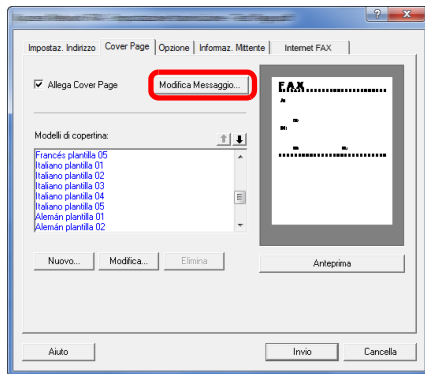 Impostaz. Indirizzo Cover Page Opzione Informaz. Mittente Internet FAX
Allega Cover Page
Modifica Messaggio...
Modelli di copertina:
Francés plantilla 05
Italiano plantilla 01
Italiano plantilla 02
Italiano plantilla 03
Italiano plantilla 04
Italiano plantilla 05
Alemán plantilla 01
Alemán plantilla 02
Nuovo... Modifica... Elimina
FAX
Anteprima
Aiuto Invio Cancella